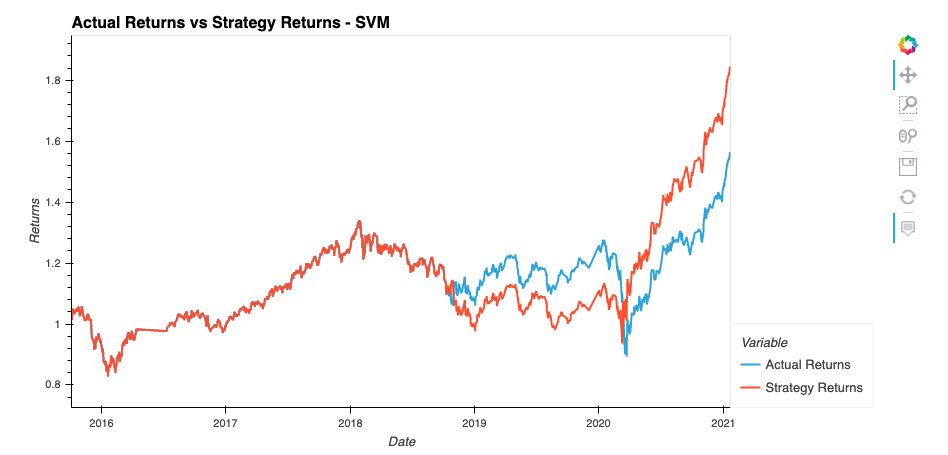 Actual Returns vs Strategy Returns - SVM
Returns
1.8
1.6
1.4
1.2
1
0.8
2016 2017 2018 2019 2020 2021
Date
Variable
Actual Returns
Strategy Returns